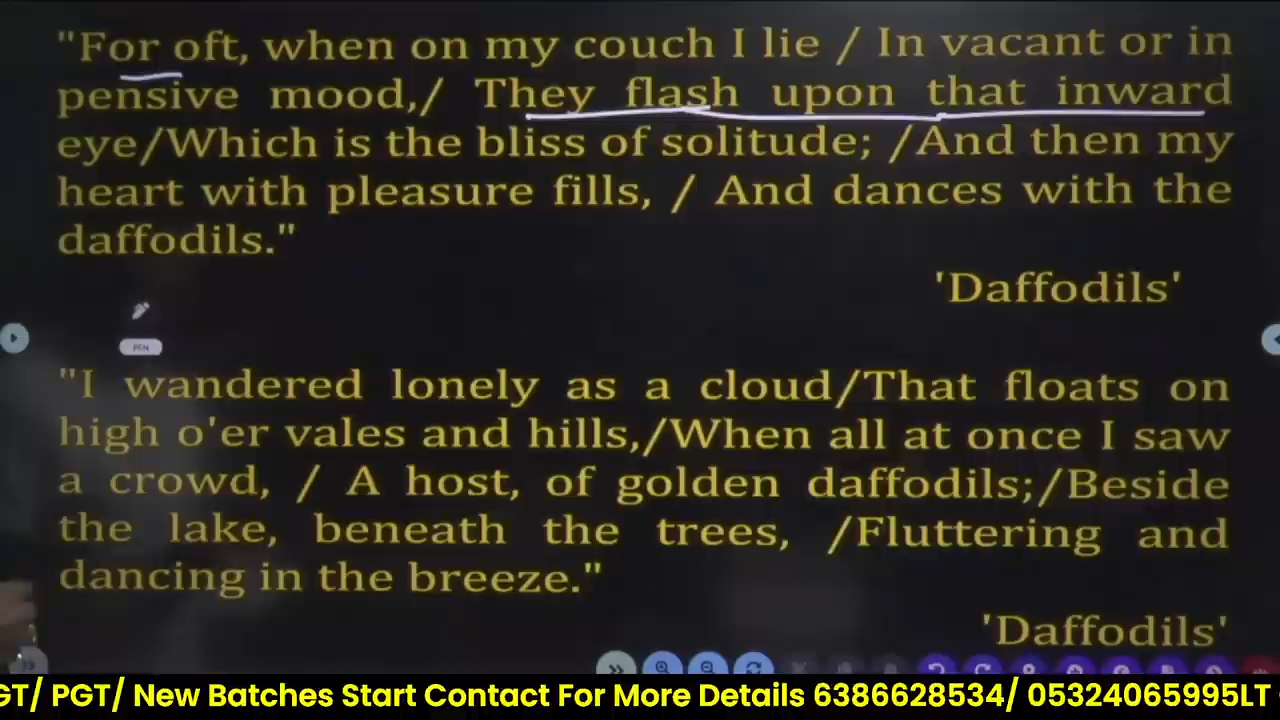 "For oft, when on my couch I lie / In vacant or in
pensive mood,/ They flash upon that inward
eye/Which is the bliss of solitude; /And then my
heart with pleasure fills, / And dances with the
daffodils."
'Daffodils'
PEN
"I wandered lonely as a cloud/That floats on
high o'er vales and hills,/When all at once I saw
a crowd, / A host, of golden daffodils;/Beside
the lake, beneath the trees, /Fluttering and
dancing in the breeze."
'Daffodils'
GT/ PGT/ New Batches Start Contact For More Details 6386628534/ 05324065995LT